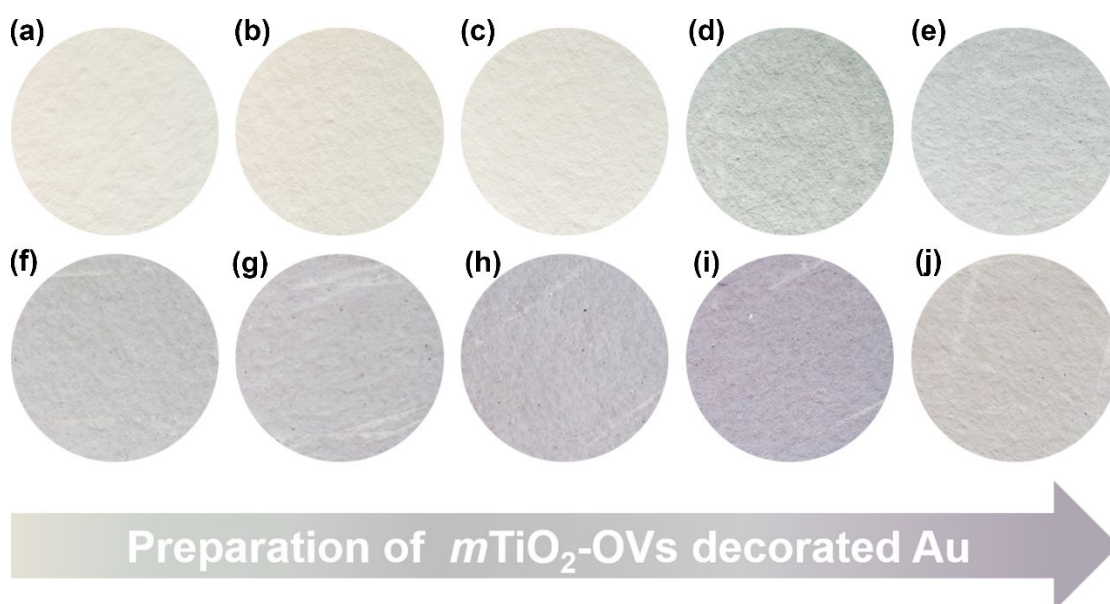 (a) (b) (c) (d) (e)
(f) (g) (h) (i) (j)
Preparation of mTiO₂-OVs decorated Au